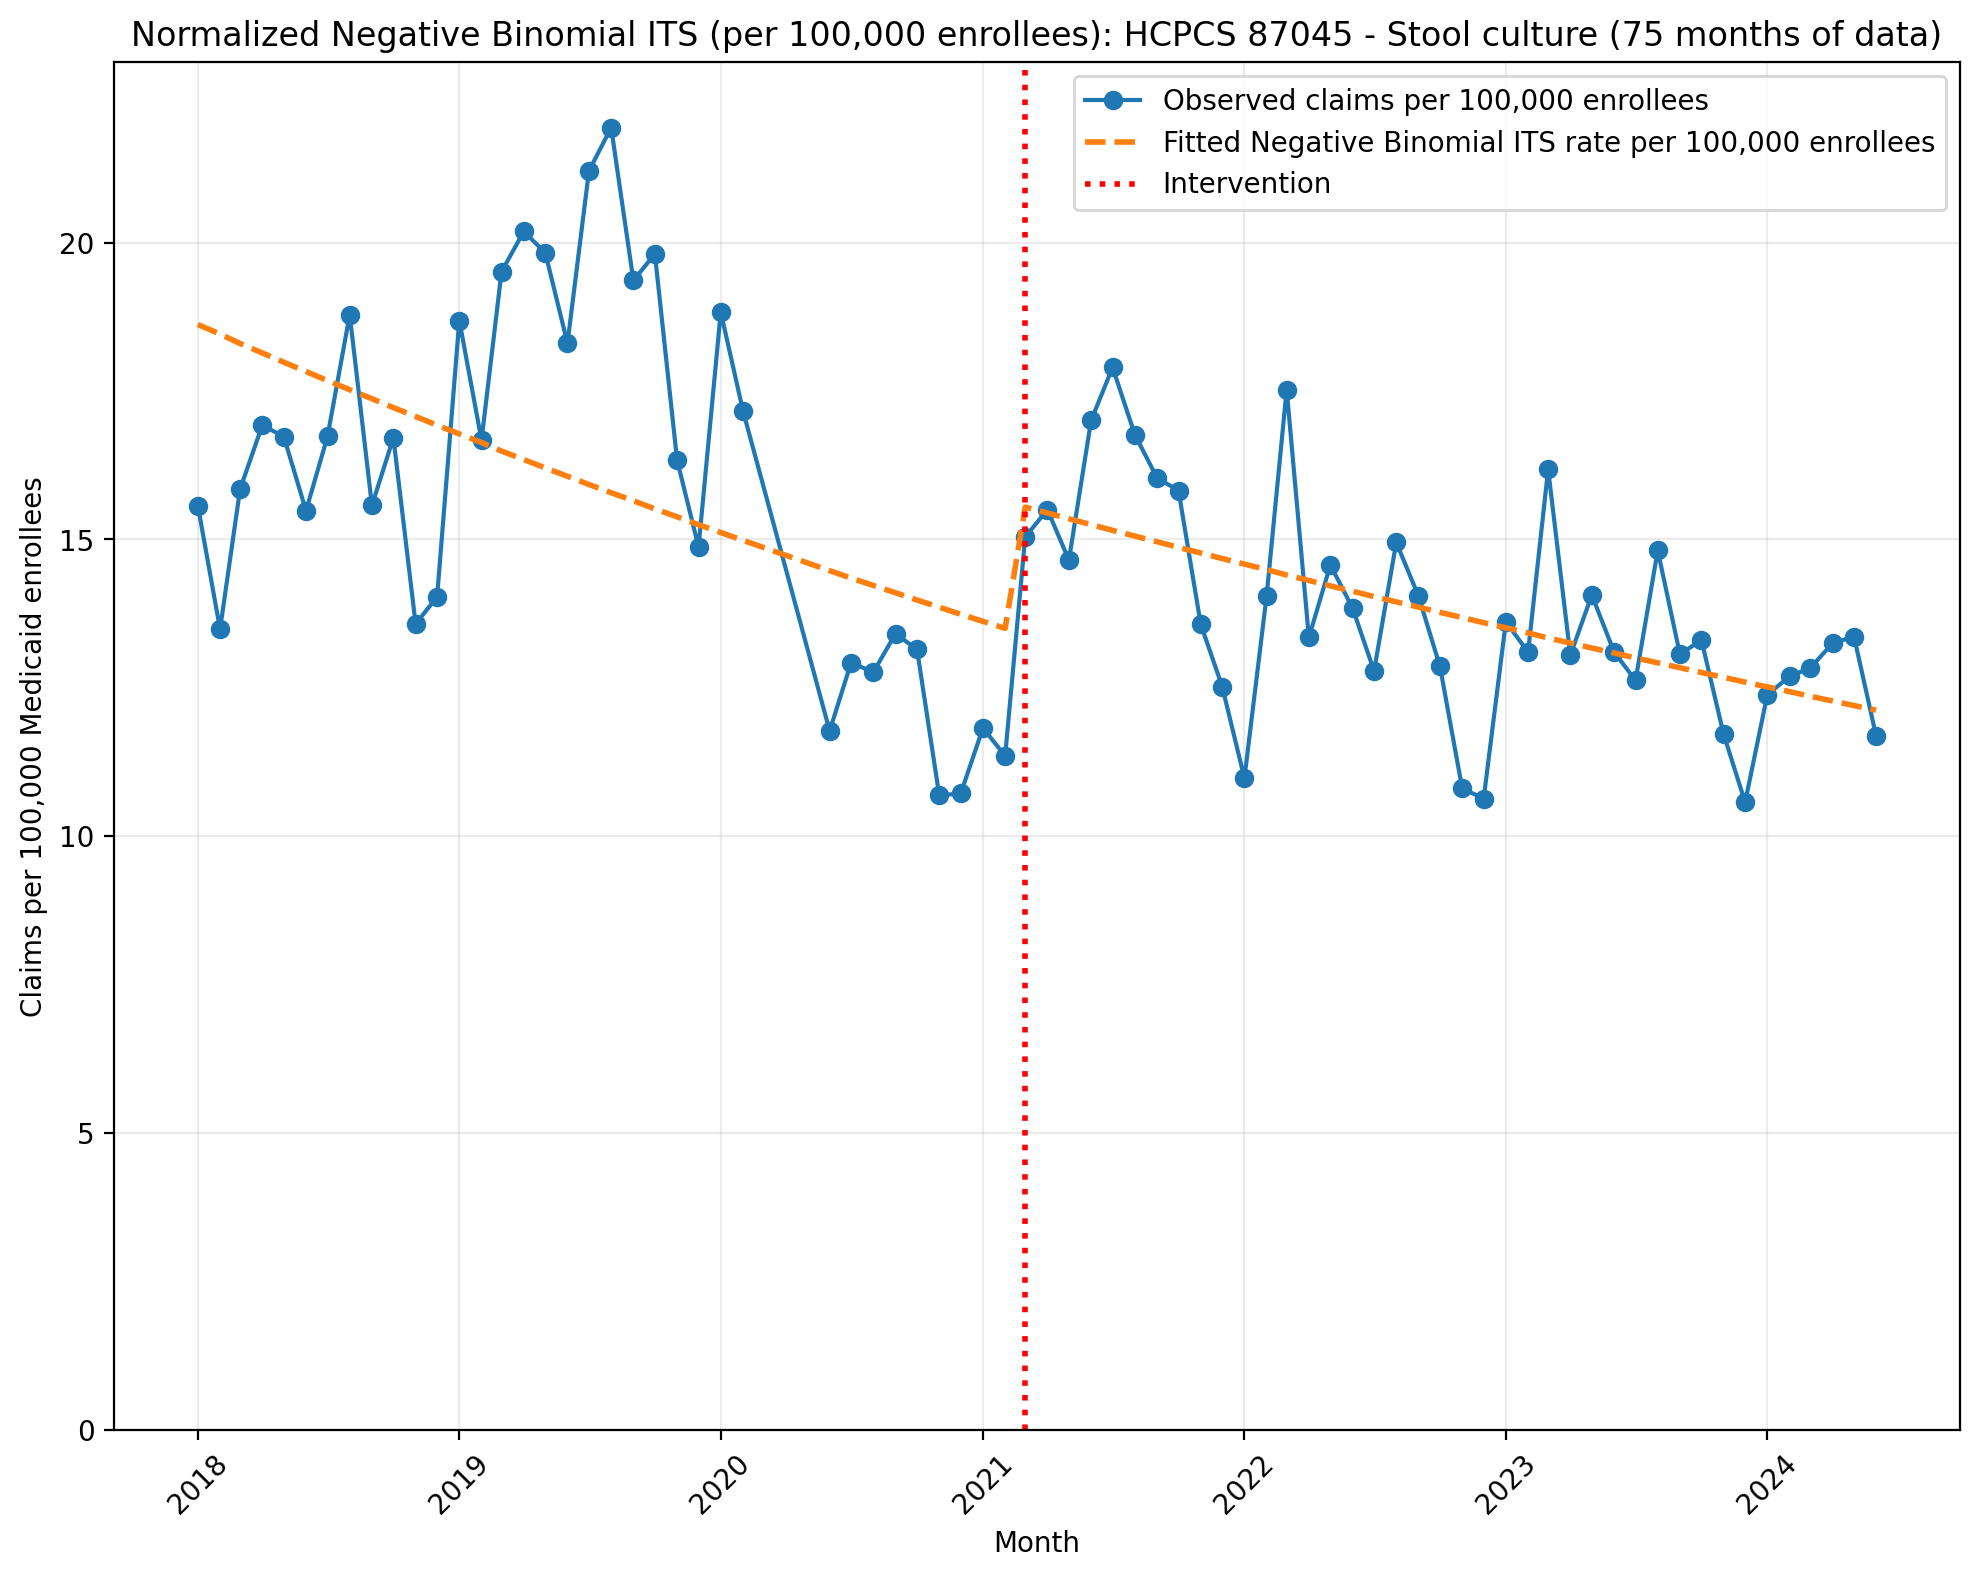 Normalized Negative Binomial ITS (per 100,000 enrollees): HCPCS 87045 - Stool culture (75 months of data)
Observed claims per 100,000 enrollees
Fitted Negative Binomial ITS rate per 100,000 enrollees
Intervention
Claims per 100,000 Medicaid enrollees
20
15
10
5
0
2018
2019
2020
2021
2022
2023
2024
Month